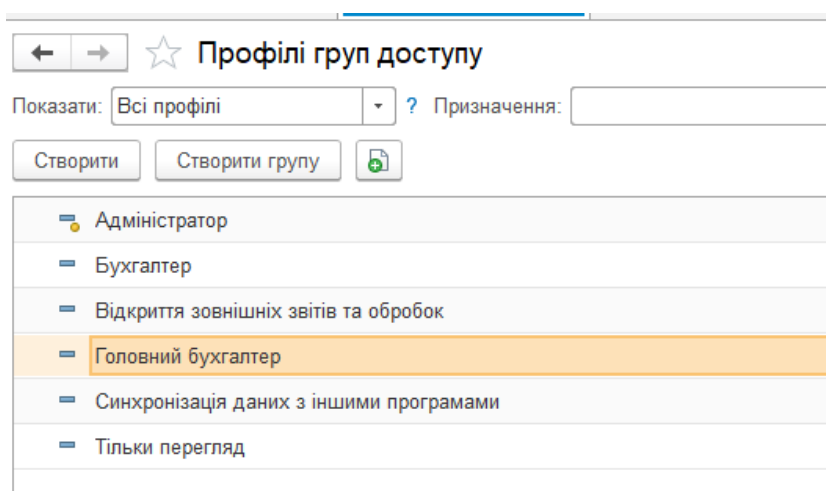 Профілі груп доступу
Показати: Всі профілі ? Призначення:
Створити Створити групу
Адміністратор
Бухгалтер
Відкриття зовнішніх звітів та обробок
Головний бухгалтер
Синхронізація даних з іншими програмами
Тільки перегляд